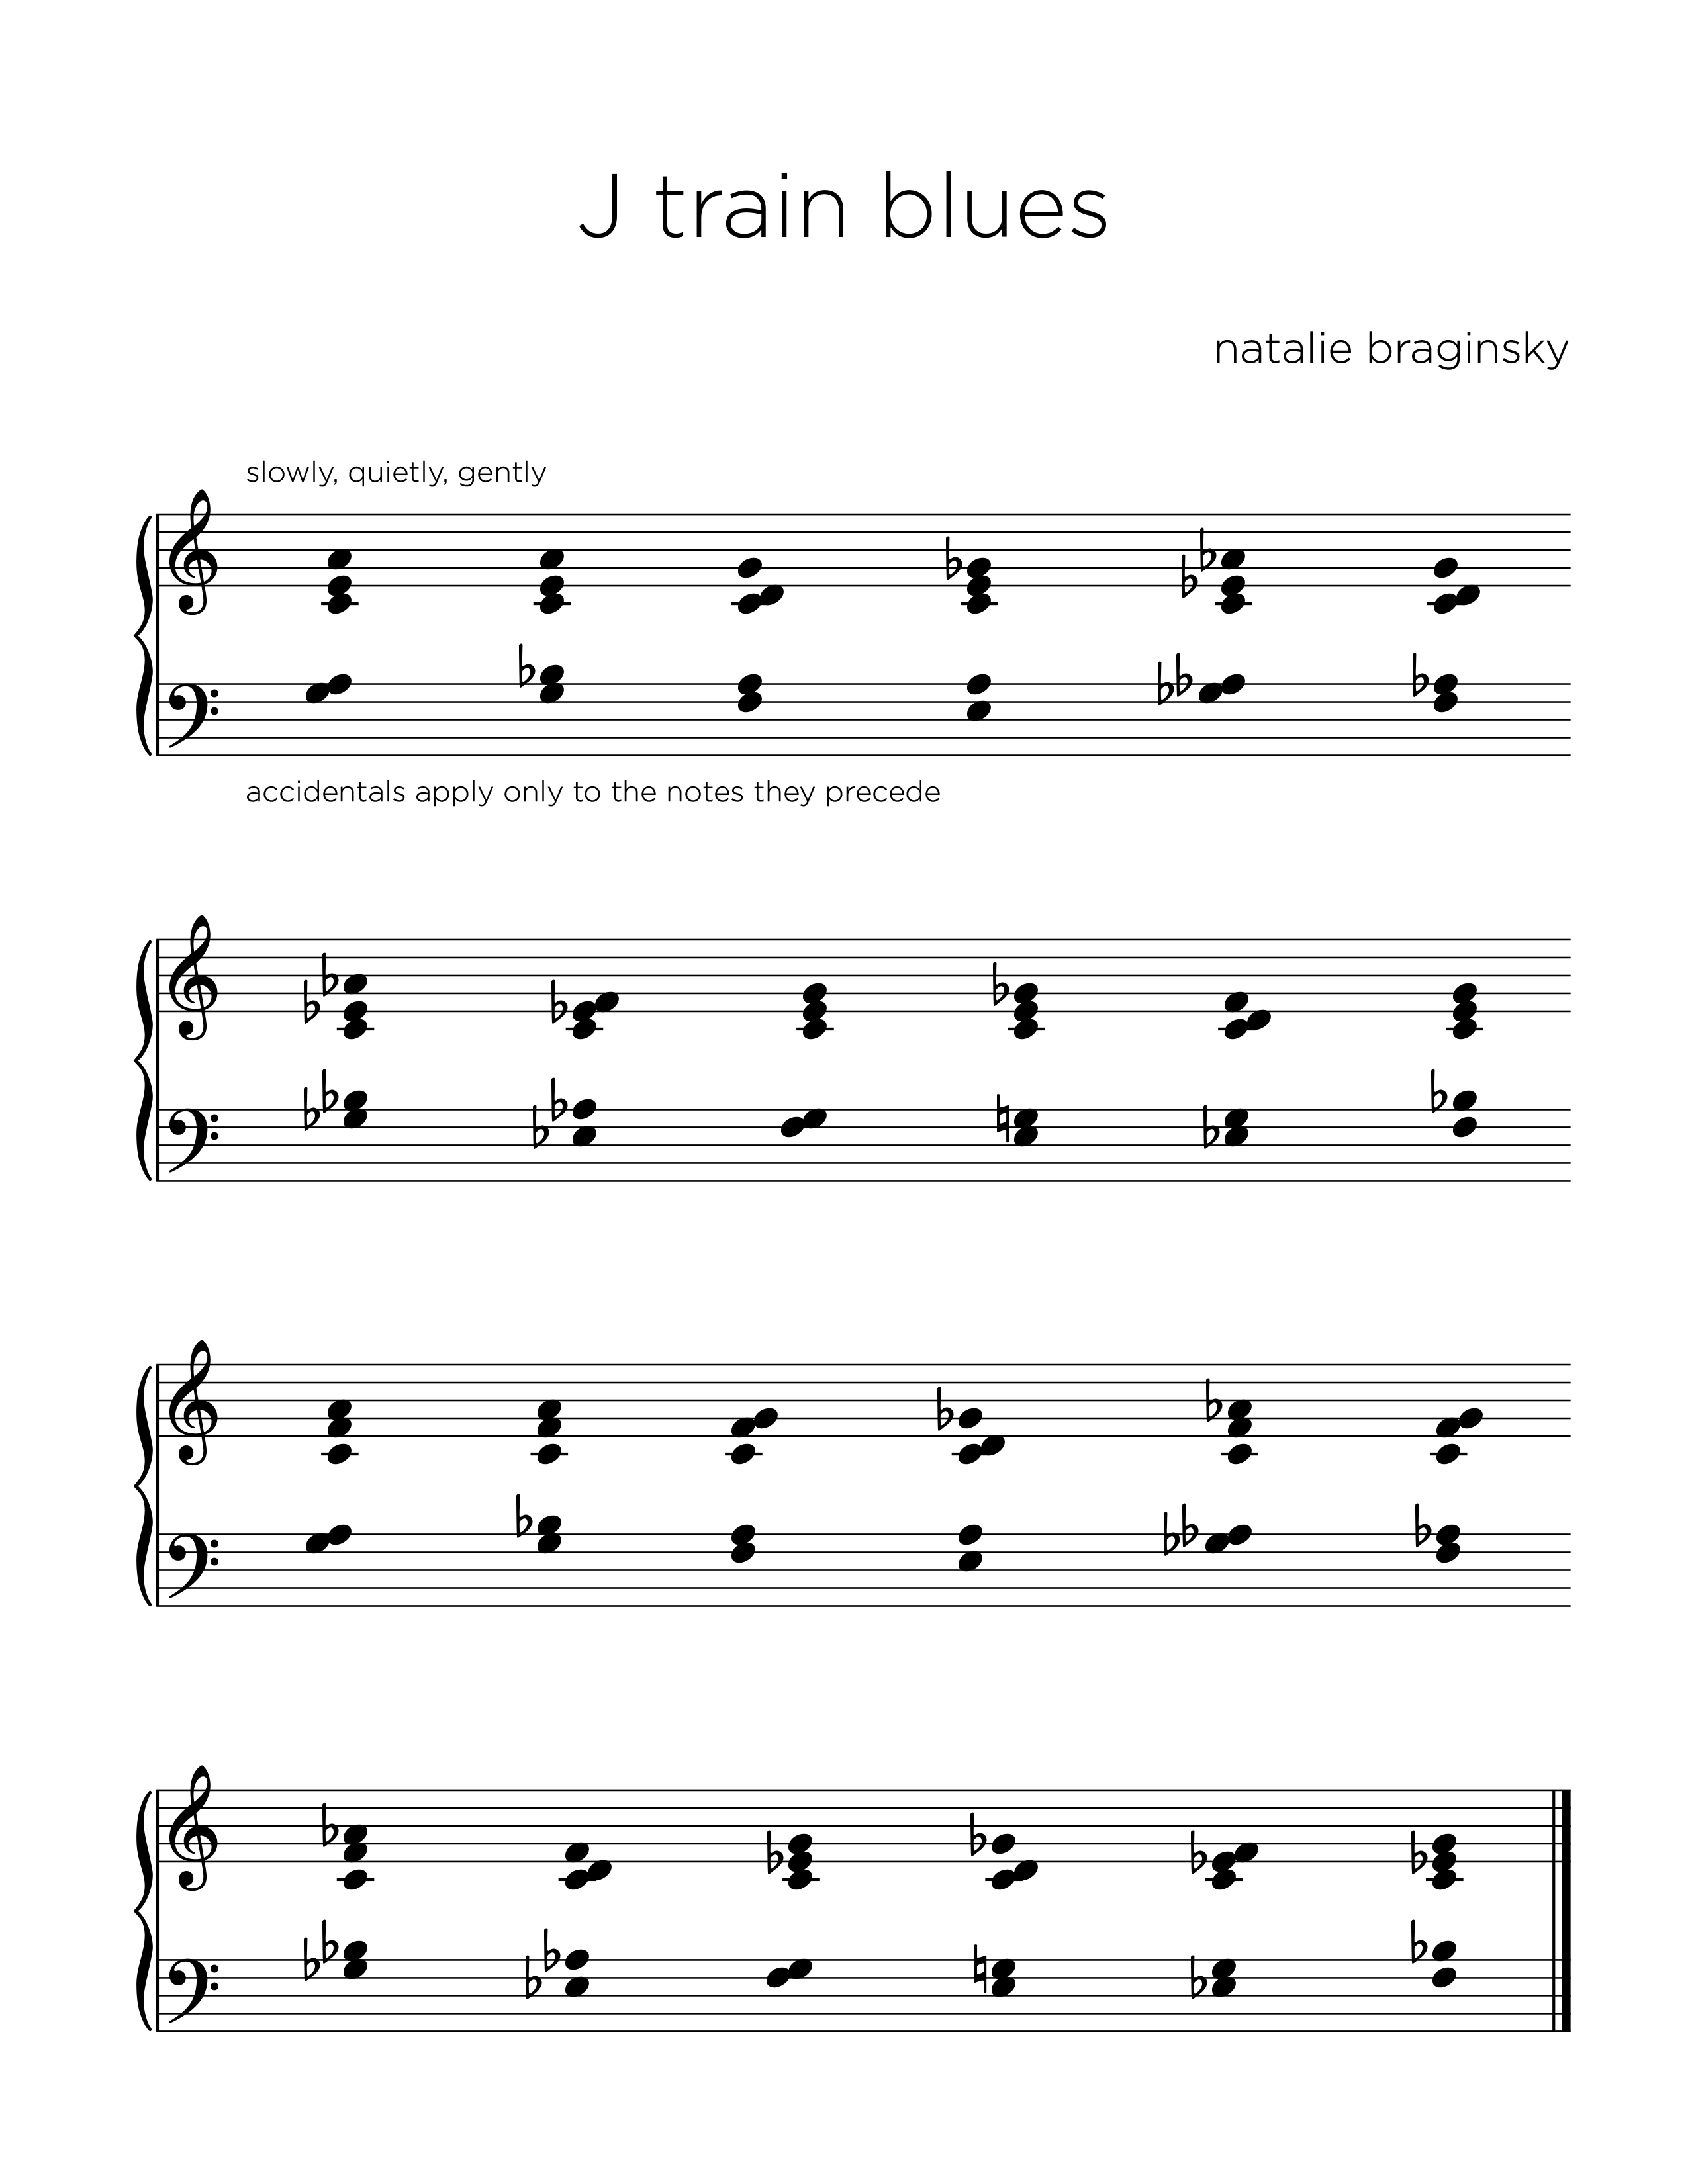 J train blues
natalie braginsky
slowly, quietly, gently
accidentals apply only to the notes they precede